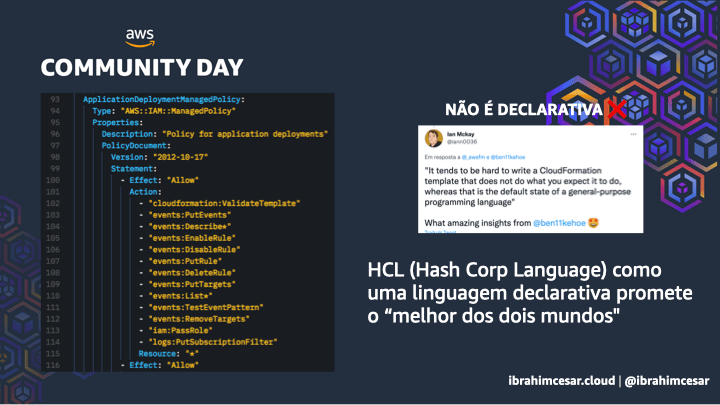 aws
COMMUNITY DAY
93 ApplicationDeploymentManagedPolicy:
94 Type: "AWS::IAM::ManagedPolicy"
95 Properties:
96 Description: "Policy for application deployments"
97 PolicyDocument:
98 Version: "2012-10-17"
99 Statement:
100 - Effect: "Allow"
101 Action:
102 - "cloudformation:ValidateTemplate"
103 - "events:PutEvents"
104 - "events:Describe*"
105 - "events:EnableRule"
106 - "events:DisableRule"
107 - "events:PutRule"
108 - "events:DeleteRule"
109 - "events:PutTargets"
110 - "events:List*"
111 - "events:TestEventPattern"
112 - "events:RemoveTargets"
113 - "iam:PassRole"
114 - "logs:PutSubscriptionFilter"
115 Resource: "*"
116 - Effect: "Allow"
NÃO É DECLARATIVA ❌
Ian Mckay
@iann0036
Em resposta a @_awsfm e @ben11kehoe
"It tends to be hard to write a CloudFormation
template that does not do what you expect it to do,
whereas that is the default state of a general-purpose
programming language"
What amazing insights from @ben11kehoe 🤩
HCL (Hash Corp Language) como
uma linguagem declarativa promete
o “melhor dos dois mundos"
ibrahimcesar.cloud | @ibrahimcesar